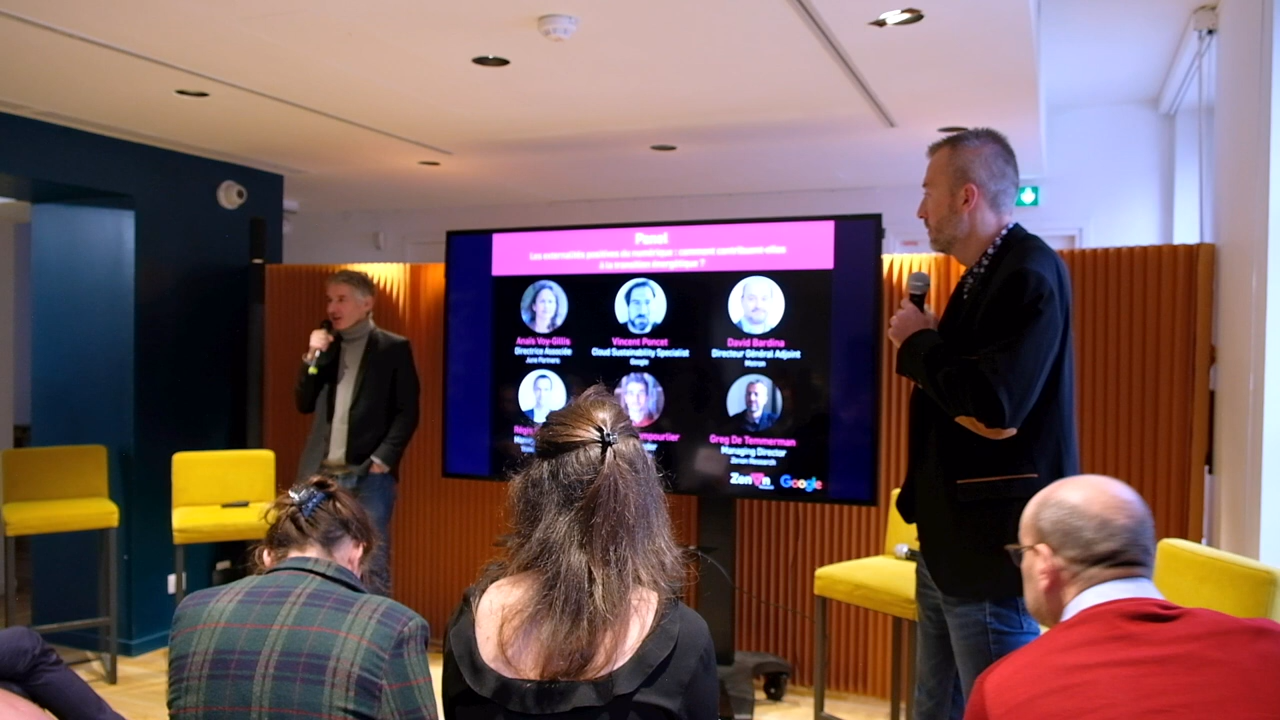 Panel
Les externalités positives du numérique : comment contribuent-elles
à la transition énergétique ?
Anaïs Voy-Gillis
Directrice Associée
June Partners
Vincent Poncet
Cloud Sustainability Specialist
Google
David Bardina
Directeur Général Adjoint
Metron
Régis
Greg De Temmerman
Managing Director
Zenon Research
Zenon
Google